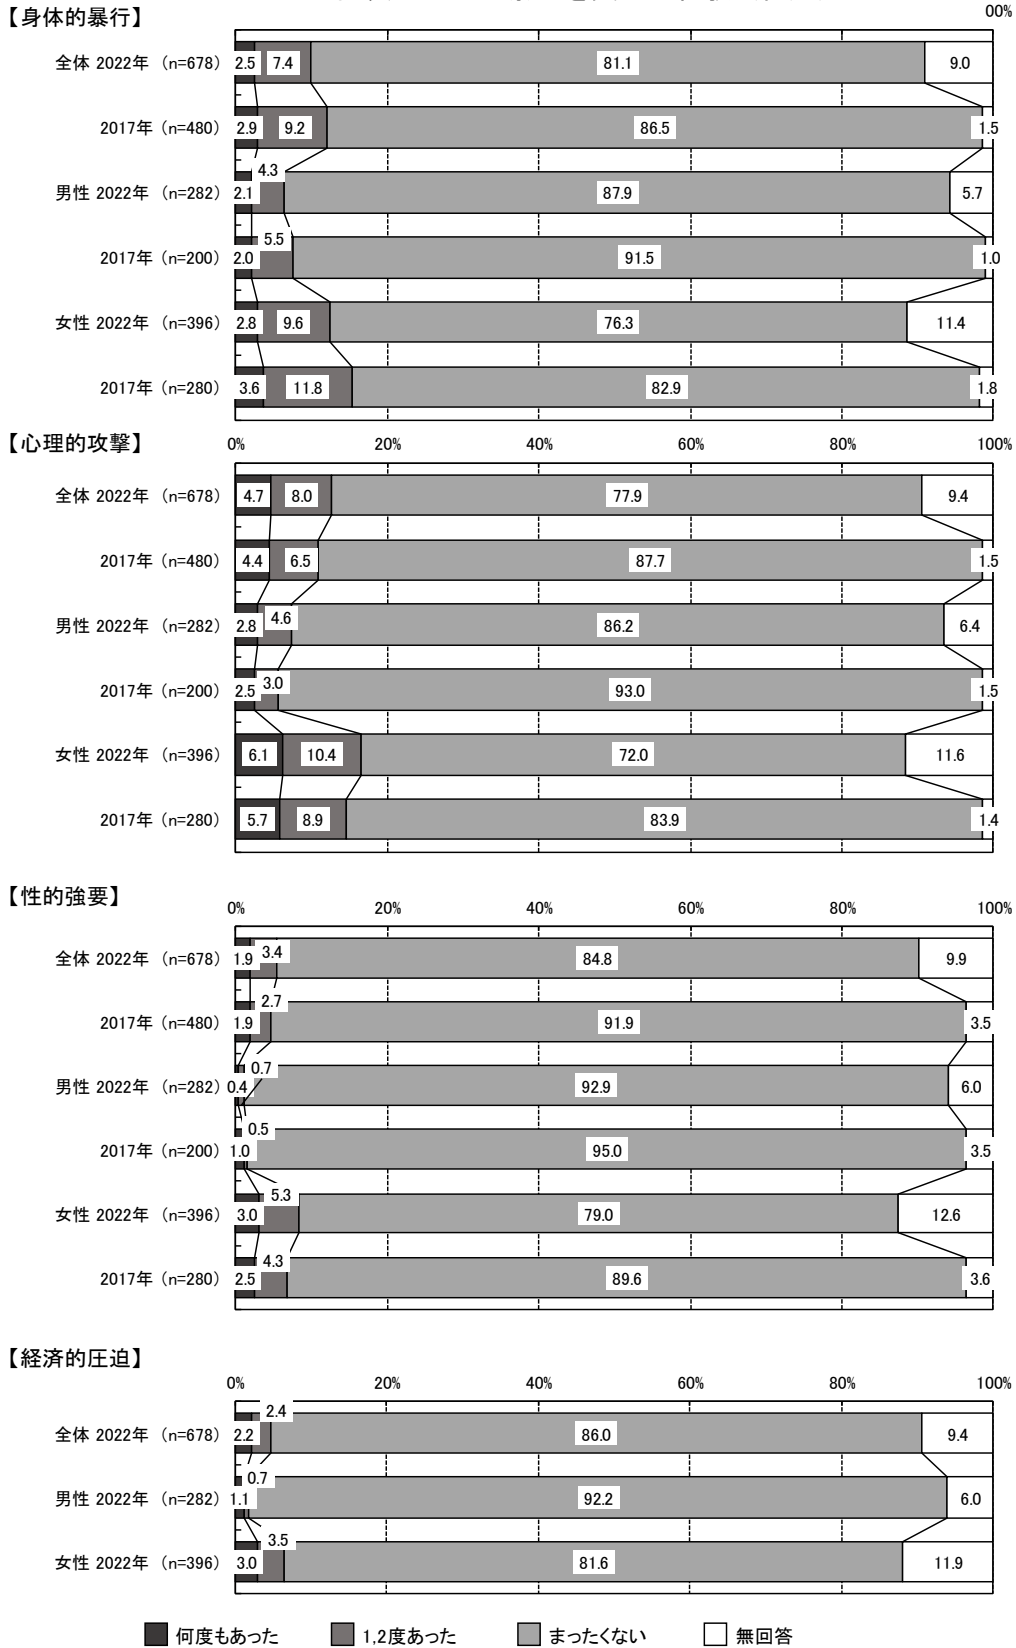 【身体的暴行】
00%
全体 2022年 (n=678) 2.5 7.4 81.1 9.0
2017年 (n=480) 2.9 9.2 86.5 1.5
男性 2022年 (n=282) 2.1 4.3 87.9 5.7
2017年 (n=200) 2.0 5.5 91.5 1.0
女性 2022年 (n=396) 2.8 9.6 76.3 11.4
2017年 (n=280) 3.6 11.8 82.9 1.8
【心理的攻撃】 0% 20% 40% 60% 80% 100%
全体 2022年 (n=678) 4.7 8.0 77.9 9.4
2017年 (n=480) 4.4 6.5 87.7 1.5
男性 2022年 (n=282) 2.8 4.6 86.2 6.4
2017年 (n=200) 2.5 3.0 93.0 1.5
女性 2022年 (n=396) 6.1 10.4 72.0 11.6
2017年 (n=280) 5.7 8.9 83.9 1.4
【性的強要】
0% 20% 40% 60% 80% 100%
全体 2022年 (n=678) 1.9 3.4 84.8 9.9
2017年 (n=480) 1.9 2.7 91.9 3.5
男性 2022年 (n=282) 0.4 0.7 92.9 6.0
2017年 (n=200) 1.0 0.5 95.0 3.5
女性 2022年 (n=396) 3.0 5.3 79.0 12.6
2017年 (n=280) 2.5 4.3 89.6 3.6
【経済的圧迫】
0% 20% 40% 60% 80% 100%
全体 2022年 (n=678) 2.2 2.4 86.0 9.4
男性 2022年 (n=282) 1.1 0.7 92.2 6.0
女性 2022年 (n=396) 3.0 3.5 81.6 11.9
何度もあった 1,2度あった まったくない 無回答